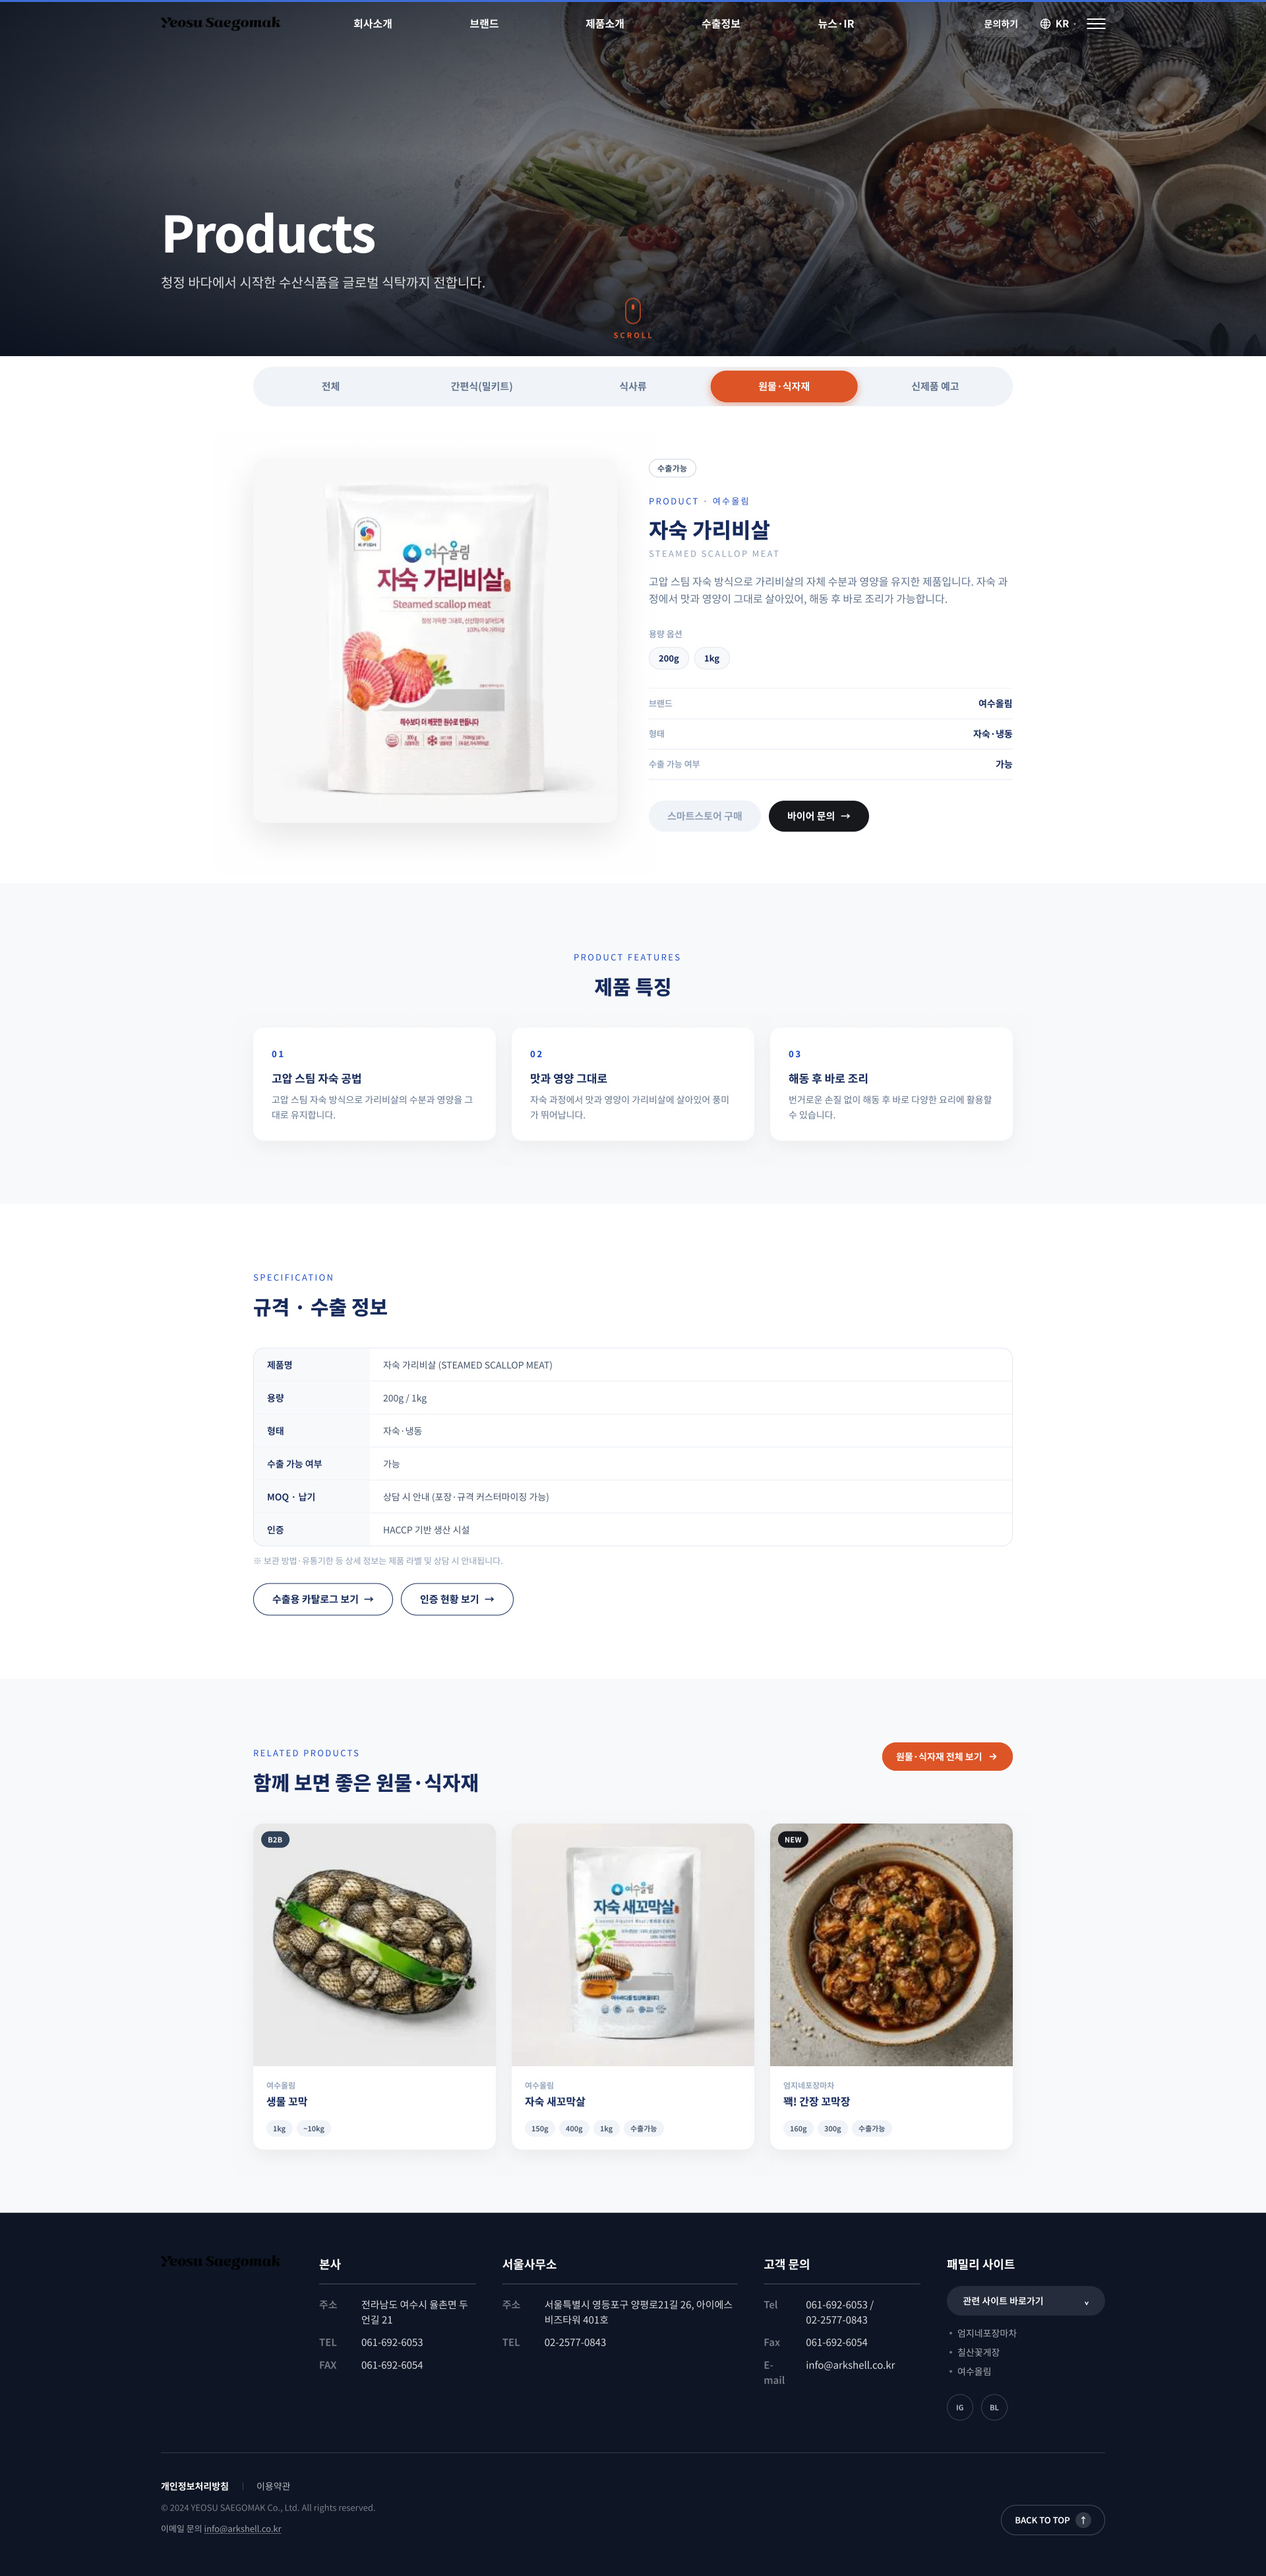 Yeosu Saegomak
회사소개
브랜드
제품소개
수출정보
뉴스·IR
문의하기
KR
Products
청정 바다에서 시작한 수산식품을 글로벌 식탁까지 전합니다.
SCROLL
전체
간편식(밀키트)
식사류
원물·식자재
신제품 예고
K-FISH
여수올림
자숙 가리비살
Steamed scallop meat
수출가능
PRODUCT · 여수올림
자숙 가리비살
STEAMED SCALLOP MEAT
고압 스팀 자숙 방식으로 가리비살의 자체 수분과 영양을 유지한 제품입니다. 자숙 과
정에서 맛과 영양이 그대로 살아있어, 해동 후 바로 조리가 가능합니다.
용량 옵션
200g
1kg
브랜드
여수올림
형태
자숙·냉동
수출 가능 여부
가능
스마트스토어 구매
바이어 문의 →
PRODUCT FEATURES
제품 특징
01
고압 스팀 자숙 공법
고압 스팀 자숙 방식으로 가리비살의 수분과 영양을 그
대로 유지합니다.
02
맛과 영양 그대로
자숙 과정에서 맛과 영양이 가리비살에 살아있어 풍미
가 뛰어납니다.
03
해동 후 바로 조리
번거로운 손질 없이 해동 후 바로 다양한 요리에 활용할
수 있습니다.
SPECIFICATION
규격 · 수출 정보
제품명
자숙 가리비살 (STEAMED SCALLOP MEAT)
용량
200g / 1kg
형태
자숙·냉동
수출 가능 여부
가능
MOQ · 납기
상담 시 안내 (포장·규격 커스터마이징 가능)
인증
HACCP 기반 생산 시설
※ 보관 방법·유통기한 등 상세 정보는 제품 라벨 및 상담 시 안내됩니다.
수출용 카탈로그 보기 →
인증 현황 보기 →
RELATED PRODUCTS
함께 보면 좋은 원물·식자재
원물·식자재 전체 보기 →
B2B
여수올림
생물 꼬막
1kg
~10kg
여수올림
자숙 새꼬막살
여수올림
자숙 새꼬막살
150g
400g
1kg
수출가능
NEW
엄지네포장마차
꽉! 간장 꼬막장
160g
300g
수출가능
Yeosu Saegomak
본사
주소
전라남도 여수시 율촌면 두
언길 21
TEL
061-692-6053
FAX
061-692-6054
서울사무소
주소
서울특별시 영등포구 양평로21길 26, 아이에스
비즈타워 401호
TEL
02-2577-0843
고객 문의
Tel
061-692-6053 /
02-2577-0843
Fax
061-692-6054
E-
mail
info@arkshell.co.kr
패밀리 사이트
관련 사이트 바로가기
엄지네포장마차
칠산꽃게장
여수올림
IG
BL
개인정보처리방침
이용약관
© 2024 YEOSU SAEGOMAK Co., Ltd. All rights reserved.
이메일 문의 info@arkshell.co.kr
BACK TO TOP ↑